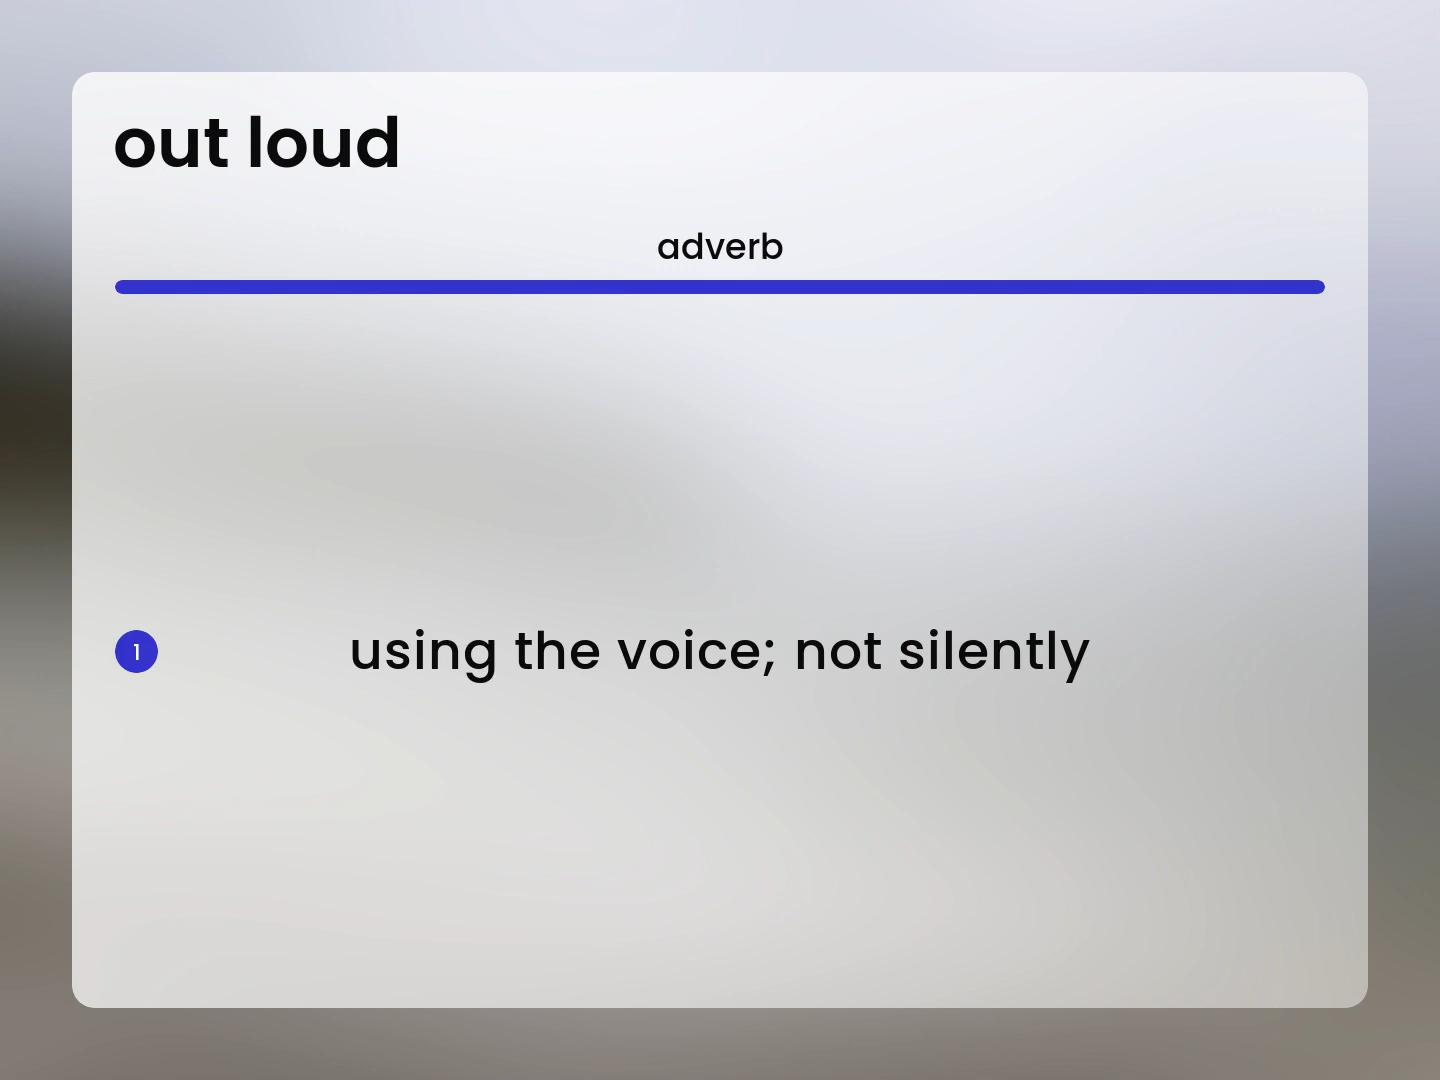 out loud
adverb
1 using the voice; not silently